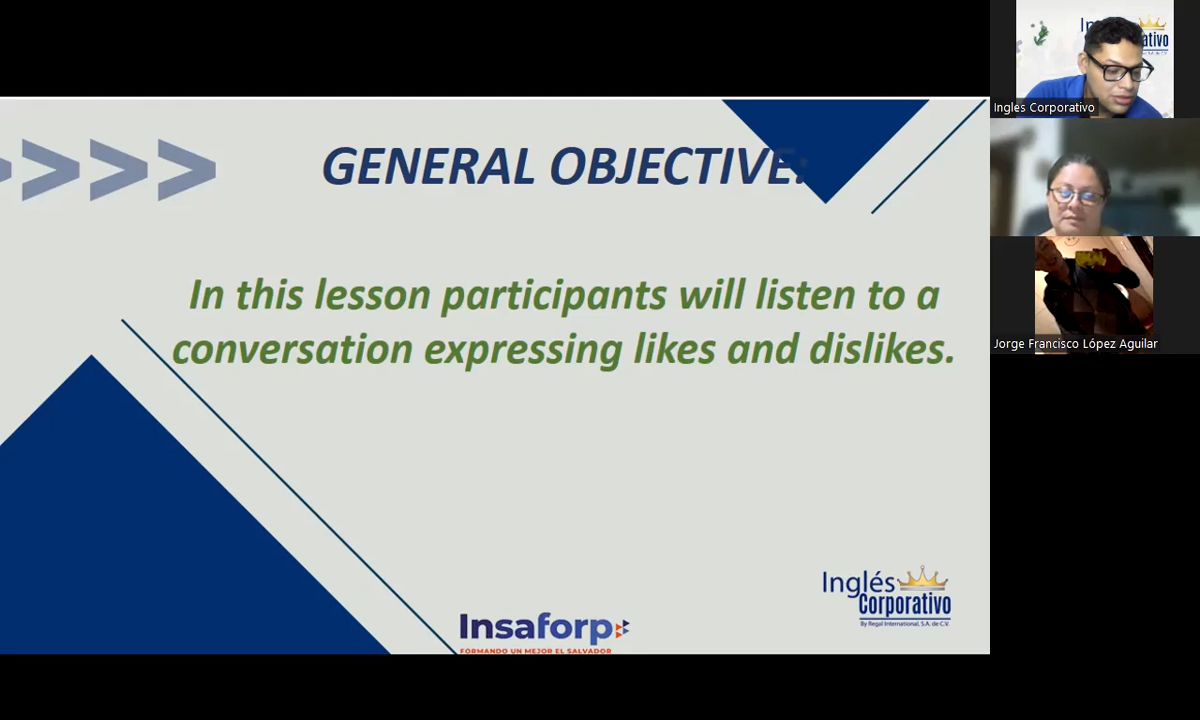 GENERAL OBJECTIVE:
In this lesson participants will listen to a
conversation expressing likes and dislikes.
Insaforp
FORMANDO UN MEJOR EL SALVADOR
Inglés
Corporativo
By Regal International, S.A. de C.V.
Ingles Corporativo
Jorge Francisco López Aguilar